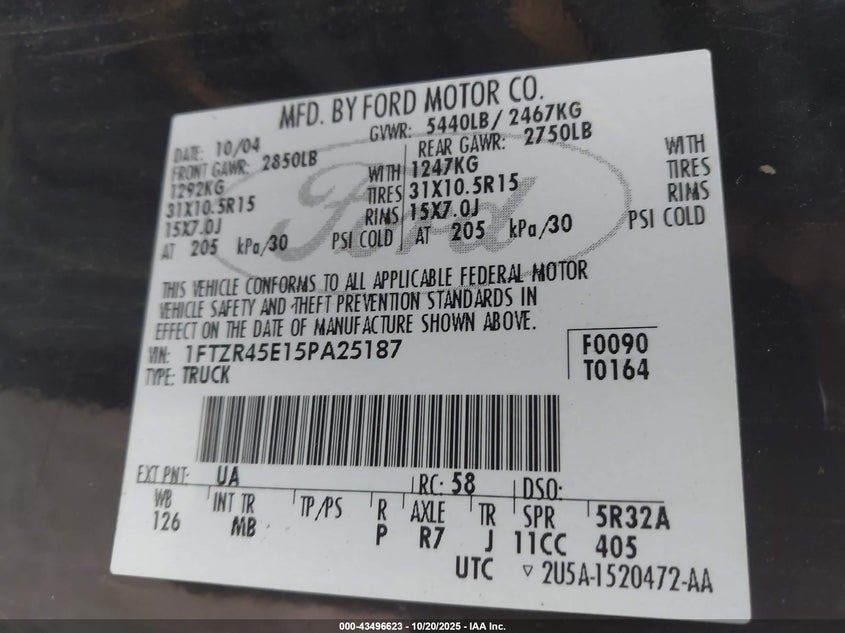 MFD. BY FORD MOTOR CO.
DATE: 10/04 GVWR: 5440LB/ 2467KG
FRONT GAWR: 2850LB REAR GAWR: 2750LB
1292KG WITH 1247KG WITH
31X10.5R15 TIRES 31X10.5R15 TIRES
15X7.0J RIMS 15X7.0J RIMS
AT 205 kPa/30 PSI COLD AT 205 kPa/30 PSI COLD
Ford
THIS VEHICLE CONFORMS TO ALL APPLICABLE FEDERAL MOTOR
VEHICLE SAFETY AND THEFT PREVENTION STANDARDS IN
EFFECT ON THE DATE OF MANUFACTURE SHOWN ABOVE.
VIN: 1FTZR45E15PA25187 F0090
TYPE: TRUCK T0164
EXT PNT: UA RC: 58 DSO:
WB INT TR TP/PS R AXLE TR SPR 5R32A
126 MB P R7 J 11CC 405
UTC ▽ 2U5A-1520472-AA
000-43496623 - 10/20/2025 - IAA Inc.